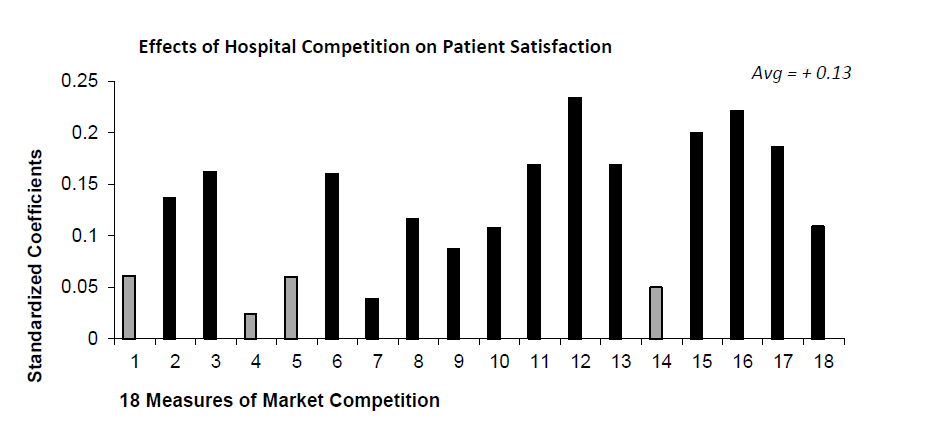 Effects of Hospital Competition on Patient Satisfaction
Avg = + 0.13
Standardized Coefficients
0.25
0.2
0.15
0.1
0.05
0
1 2 3 4 5 6 7 8 9 10 11 12 13 14 15 16 17 18
18 Measures of Market Competition